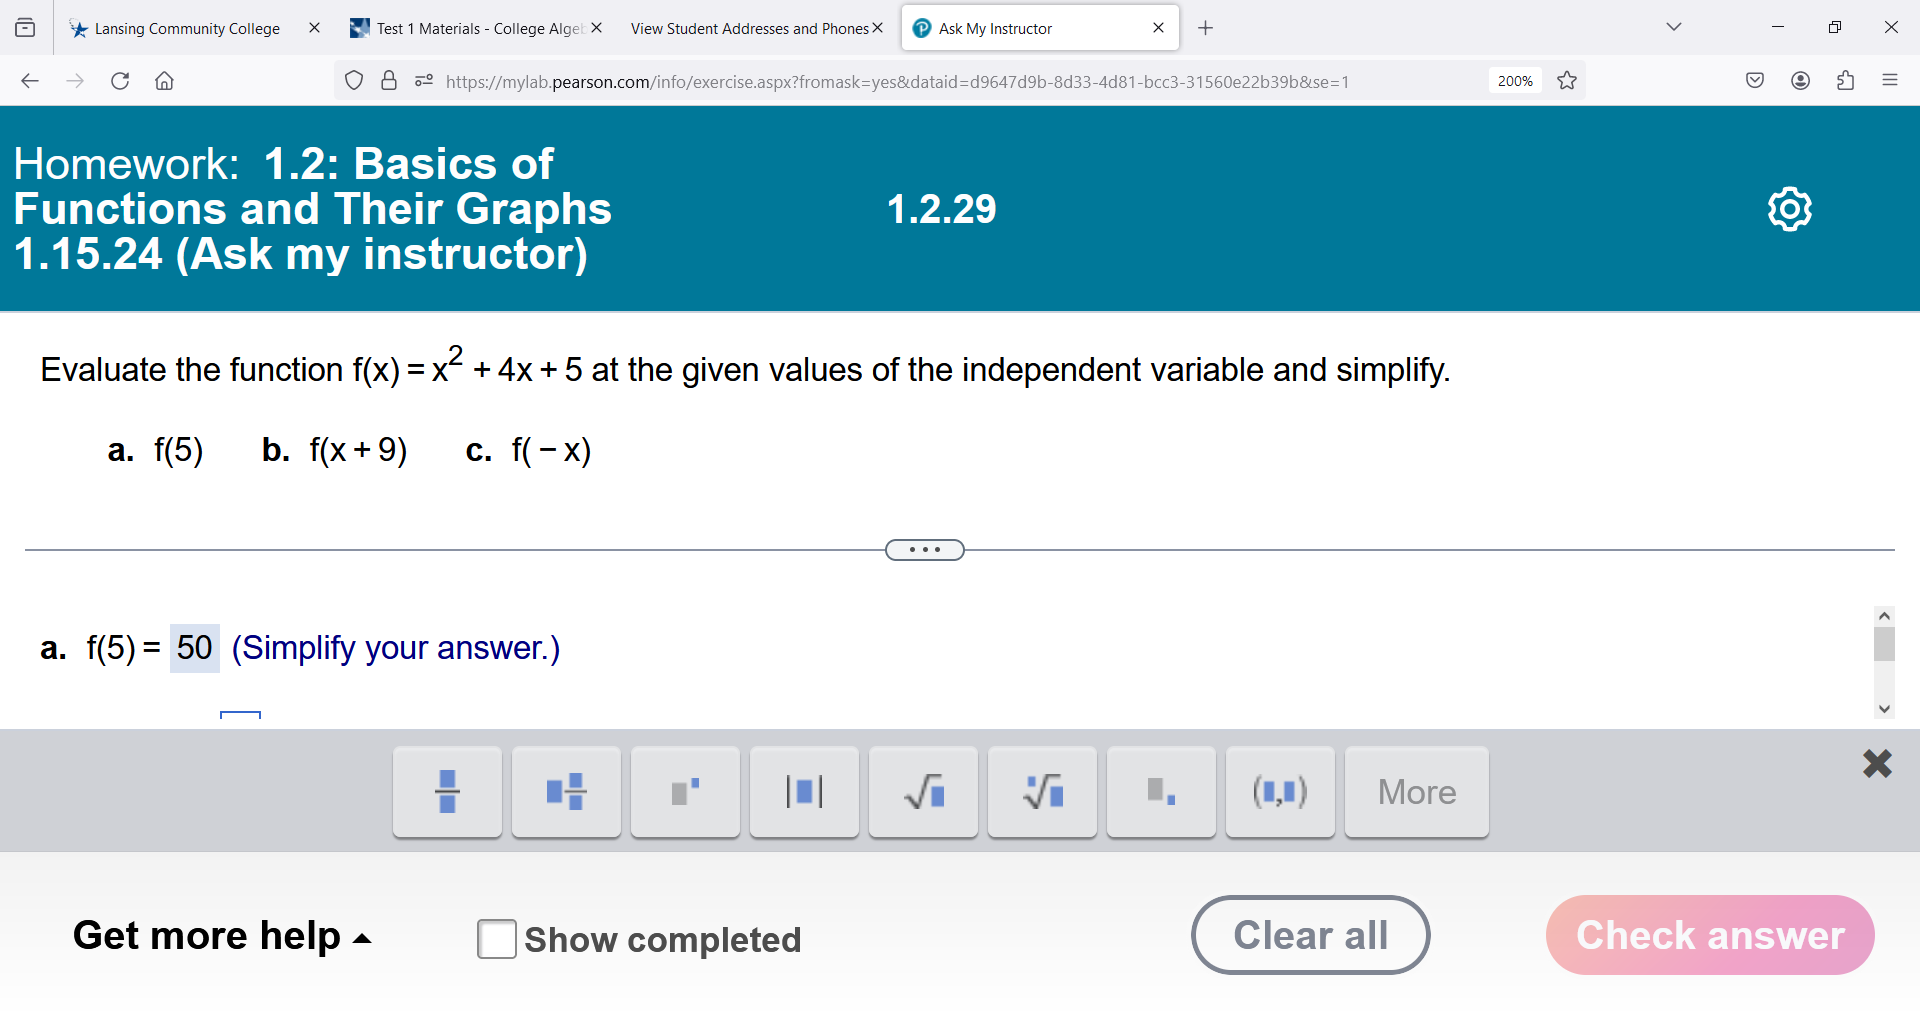 Lansing Community College
Test 1 Materials - College Algeb
View Student Addresses and Phones
Ask My Instructor
https://mylab.pearson.com/info/exercise.aspx?fromask=yes&dataid=d9647d9b-8d33-4d81-bcc3-31560e22b39b&se=1
200%
Homework: 1.2: Basics of
Functions and Their Graphs
1.15.24 (Ask my instructor)
1.2.29
Evaluate the function f(x) = x² + 4x + 5 at the given values of the independent variable and simplify.
a. f(5) b. f(x + 9) c. f( − x)
a. f(5) = 50 (Simplify your answer.)
More
Get more help
Show completed
Clear all
Check answer